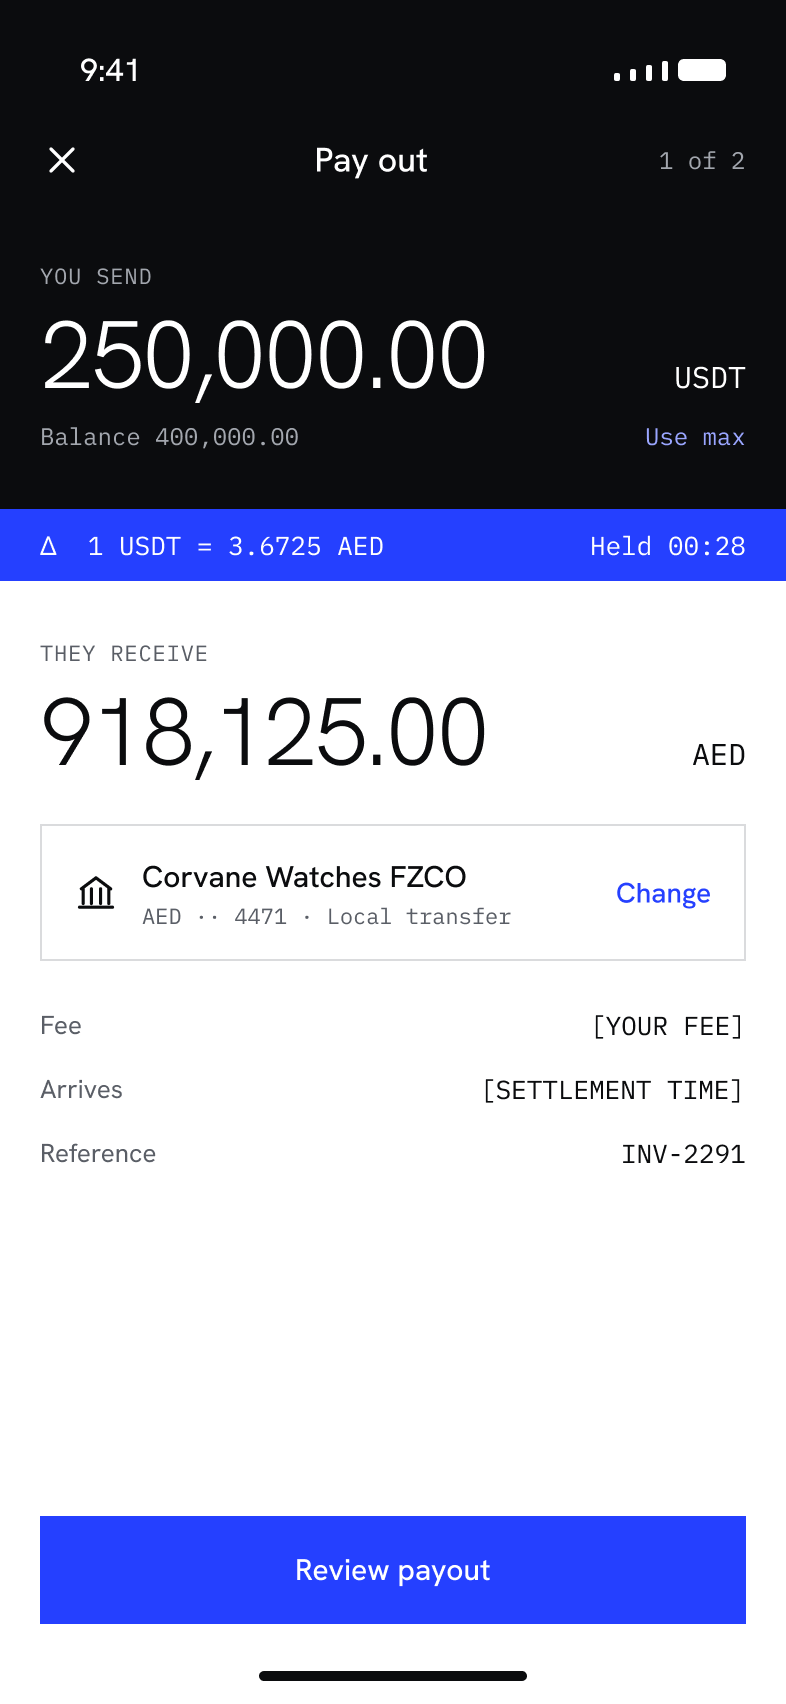 9:41
Pay out
1 of 2
YOU SEND
250,000.00 USDT
Balance 400,000.00 Use max
Δ 1 USDT = 3.6725 AED Held 00:28
THEY RECEIVE
918,125.00 AED
Corvane Watches FZCO
AED ·· 4471 · Local transfer
Change
Fee [YOUR FEE]
Arrives [SETTLEMENT TIME]
Reference INV-2291
Review payout